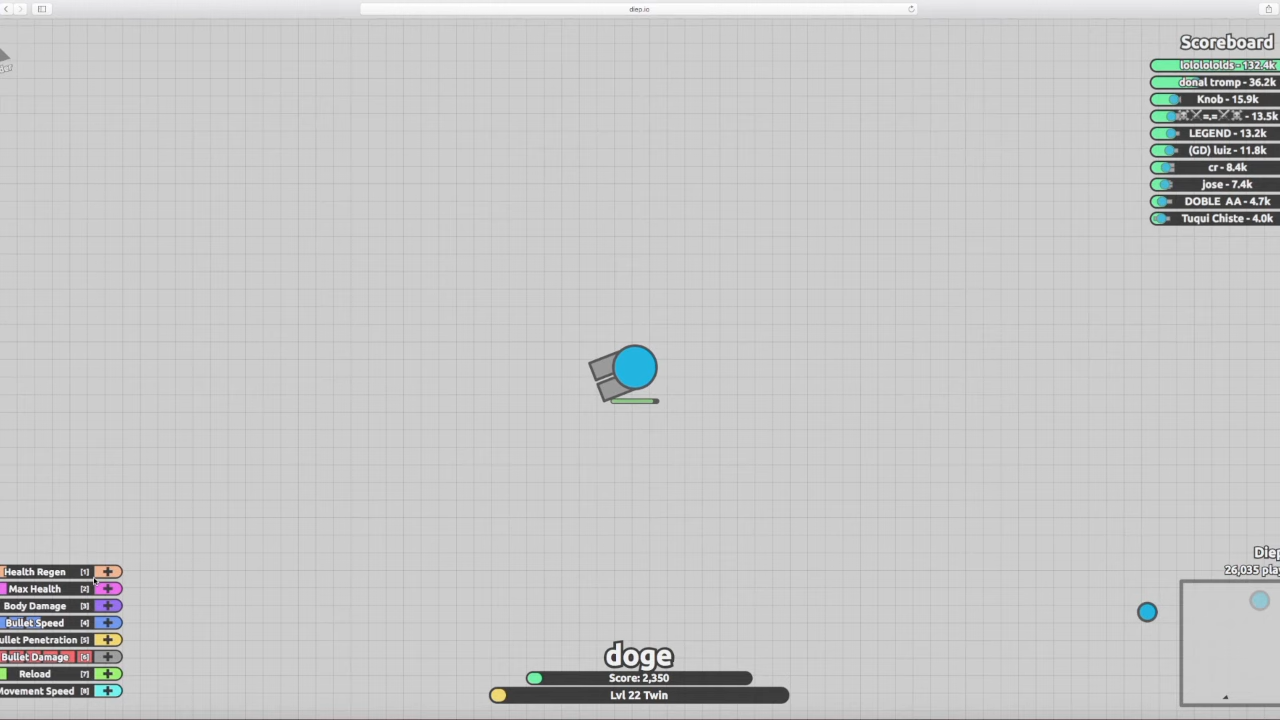 diep.io
Scoreboard
lololololds - 132.4k
donal tromp - 36.2k
Knob - 15.9k
=.= - 13.5k
LEGEND - 13.2k
(GD) luiz - 11.8k
cr - 8.4k
jose - 7.4k
DOBLE AA - 4.7k
Tuqui Chiste - 4.0k
Health Regen [1]
Max Health [2]
Body Damage [3]
Bullet Speed [4]
ullet Penetration [5]
Bullet Damage [6]
Reload [7]
Movement Speed [8]
doge
Score: 2,350
Lvl 22 Twin
Diep
26,035 play